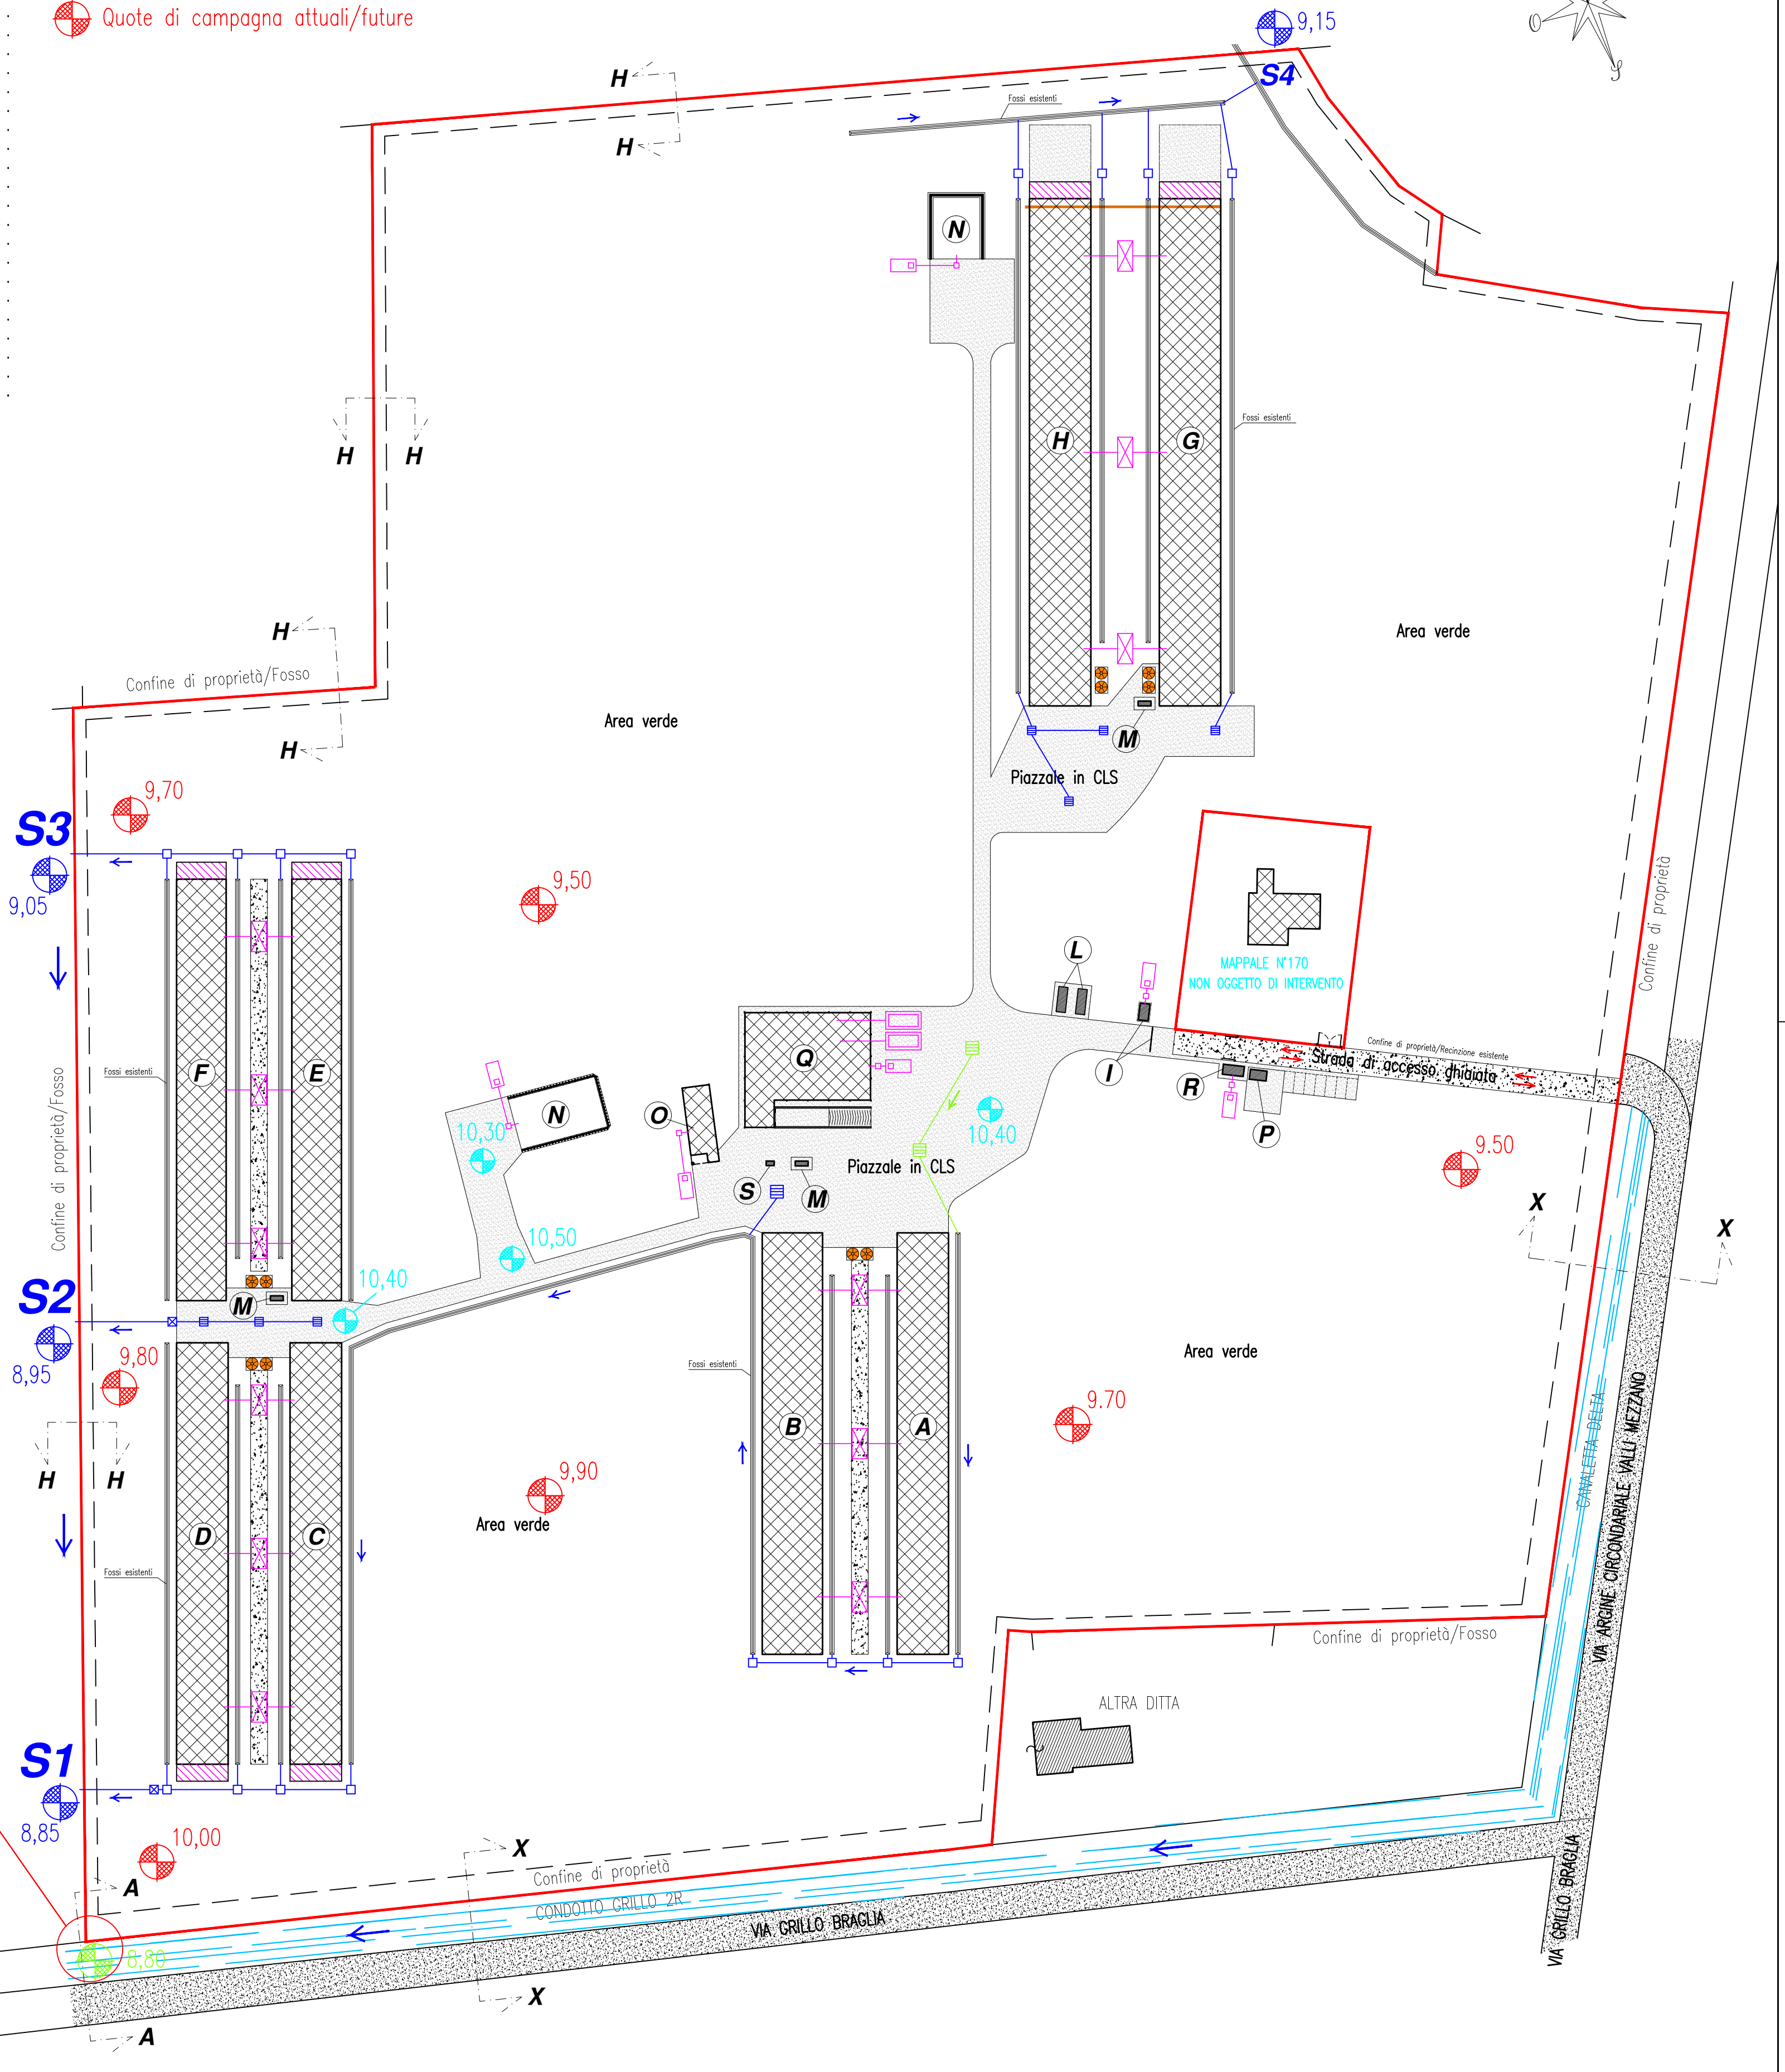 Quote di campagna attuali/future
9,15
O
S
S4
H
H
Fossi esistenti
N
H
H
H
G
Fossi esistenti
H
Confine di proprietà/Fosso
H
Area verde
Area verde
M
Piazzale in CLS
9,70
S3
9,05
9,50
L
MAPPALE N°170
NON OGGETTO DI INTERVENTO
Confine di proprietà
F
E
Fossi esistenti
Confine di proprietà/Fosso
Q
I
Confine di proprietà/Recinzione esistente
Strada di accesso ghiaiata
R
P
N
O
10,30
10,40
Piazzale in CLS
S
M
9.50
X
X
10,50
10,40
S2
M
8,95
9,80
Fossi esistenti
Area verde
B
A
9.70
H
H
9,90
Area verde
D
C
Fossi esistenti
CANALETTA DELTA
VIA ARGINE CIRCONDARIALE VALLI MEZZANO
Confine di proprietà/Fosso
ALTRA DITTA
S1
8,85
10,00
A
X
Confine di proprietà
CONDOTTO GRILLO 2R
VIA GRILLO BRAGLIA
VIA GRILLO BRAGLIA
8,80
X
A